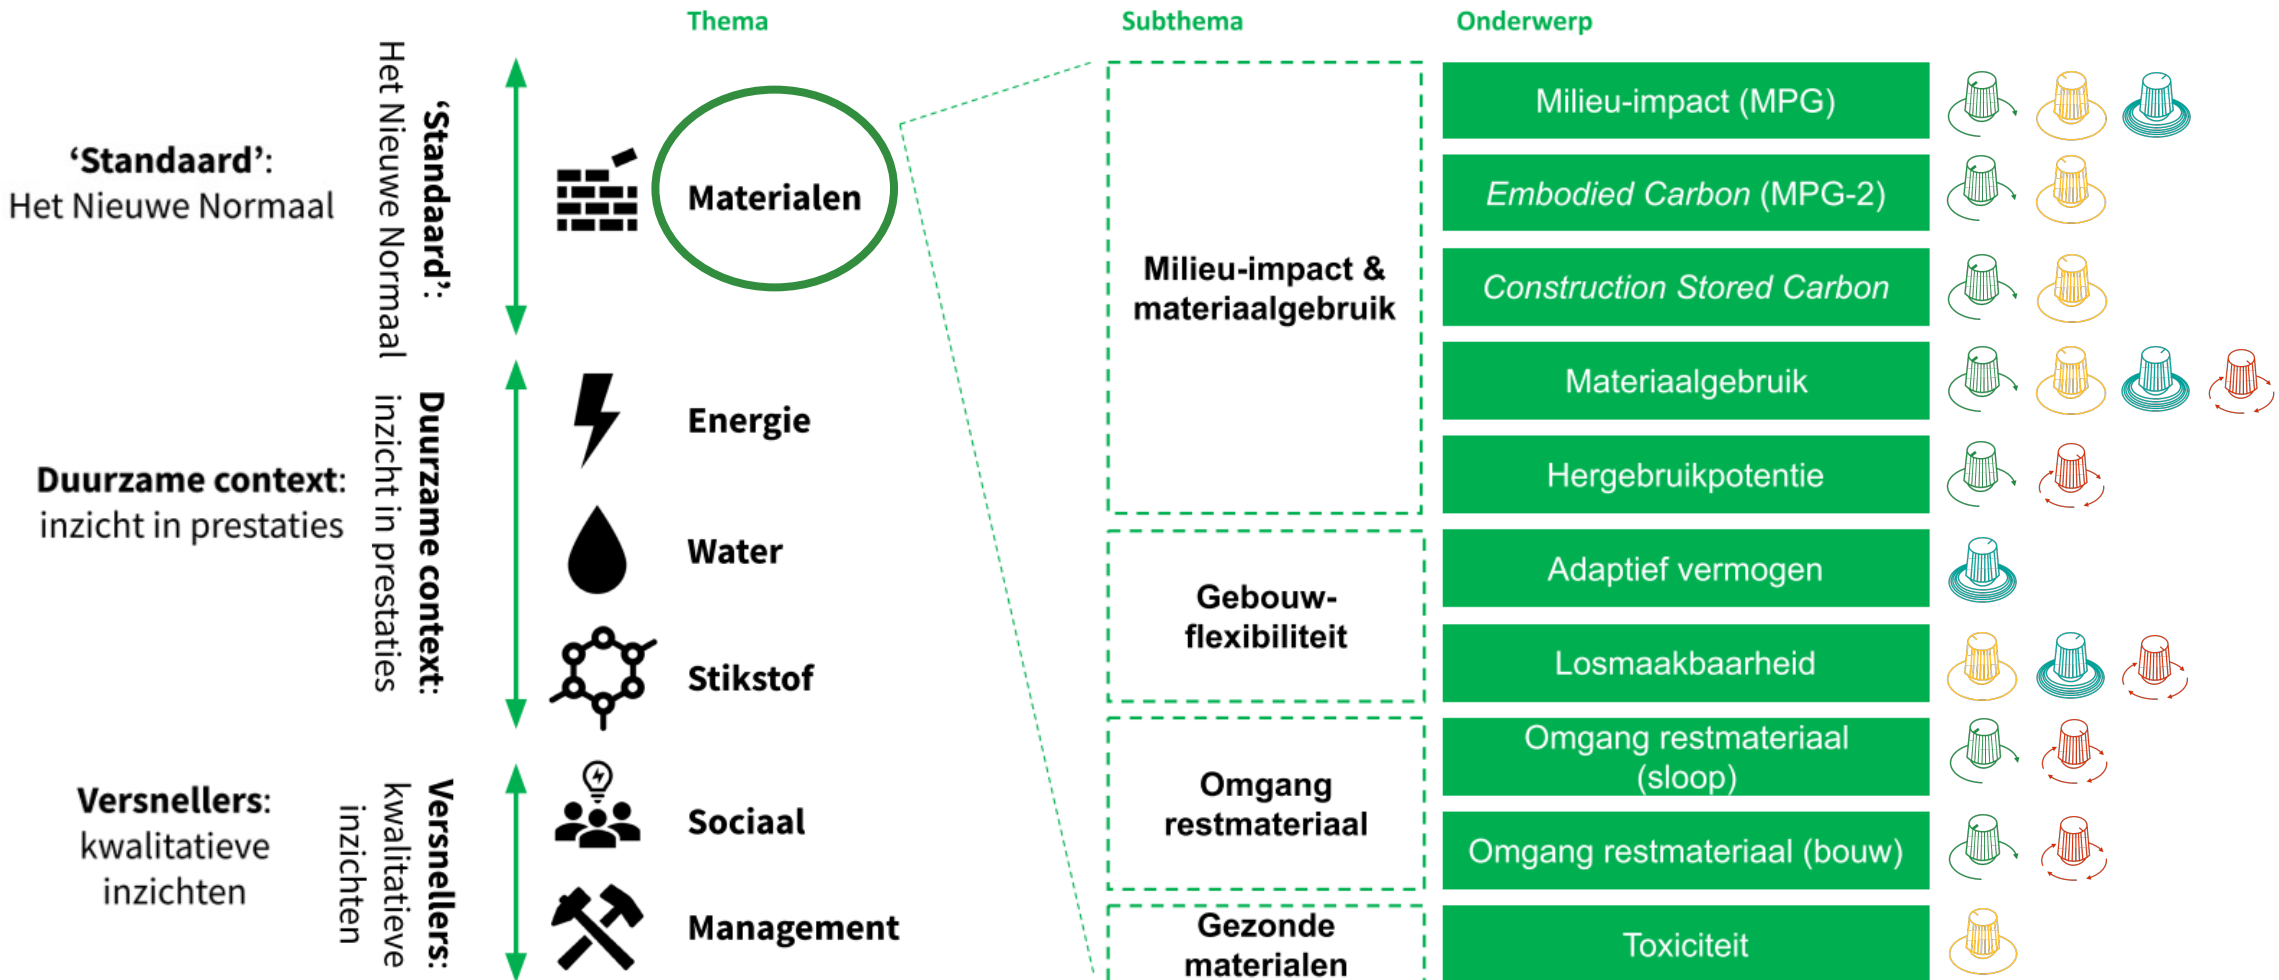 Thema
Subthema
Onderwerp
‘Standaard’:
Het Nieuwe Normaal
‘Standaard’:
Het Nieuwe Normaal
Duurzame context:
inzicht in prestaties
Duurzame context:
inzicht in prestaties
Versnellers:
kwalitatieve
inzichten
Versnellers:
kwalitatieve
inzichten
Materialen
Energie
Water
Stikstof
Sociaal
Management
Milieu-impact &
materiaalgebruik
Gebouw-
flexibiliteit
Omgang
restmateriaal
Gezonde
materialen
Milieu-impact (MPG)
Embodied Carbon (MPG-2)
Construction Stored Carbon
Materiaalgebruik
Hergebruikpotentie
Adaptief vermogen
Losmaakbaarheid
Omgang restmateriaal
(sloop)
Omgang restmateriaal (bouw)
Toxiciteit